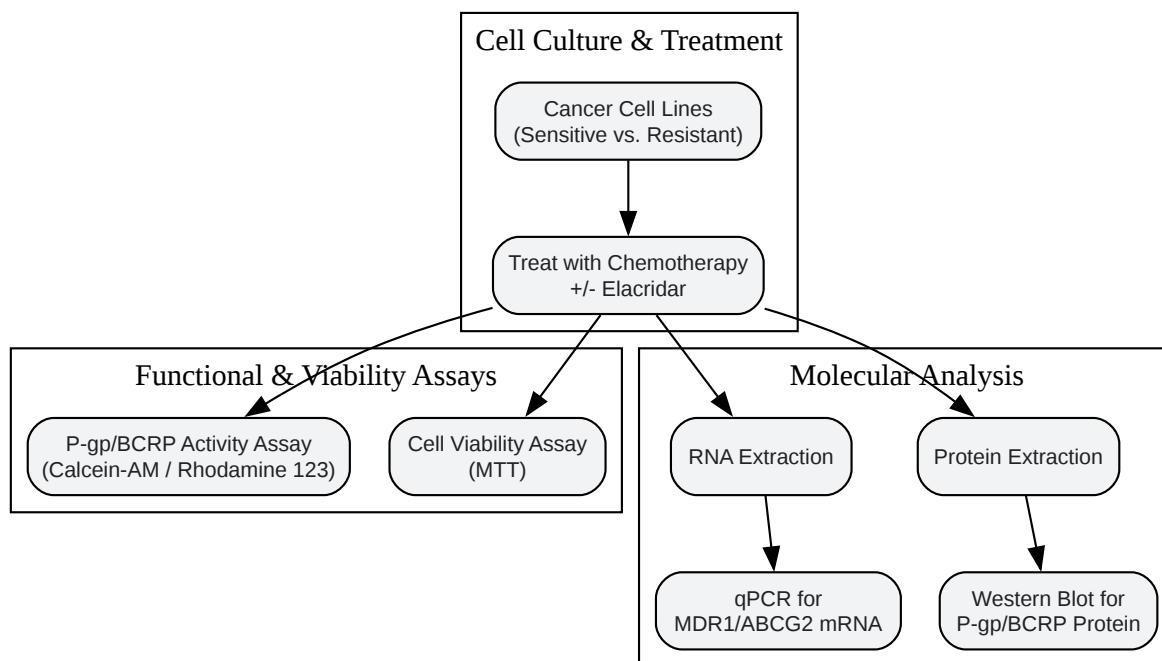 Cell Culture & Treatment
Cancer Cell Lines
(Sensitive vs. Resistant)
Treat with Chemotherapy
+/- Elacridar
Functional & Viability Assays
P-gp/BCRP Activity Assay
(Calcein-AM / Rhodamine 123)
Cell Viability Assay
(MTT)
Molecular Analysis
RNA Extraction
Protein Extraction
qPCR for
MDR1/ABCG2 mRNA
Western Blot for
P-gp/BCRP Protein